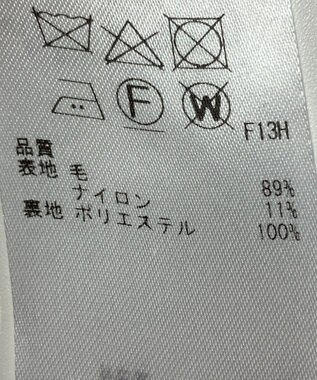 F W
F13H
品質
表地 毛 89%
ナイロン 11%
裏地 ポリエステル 100%